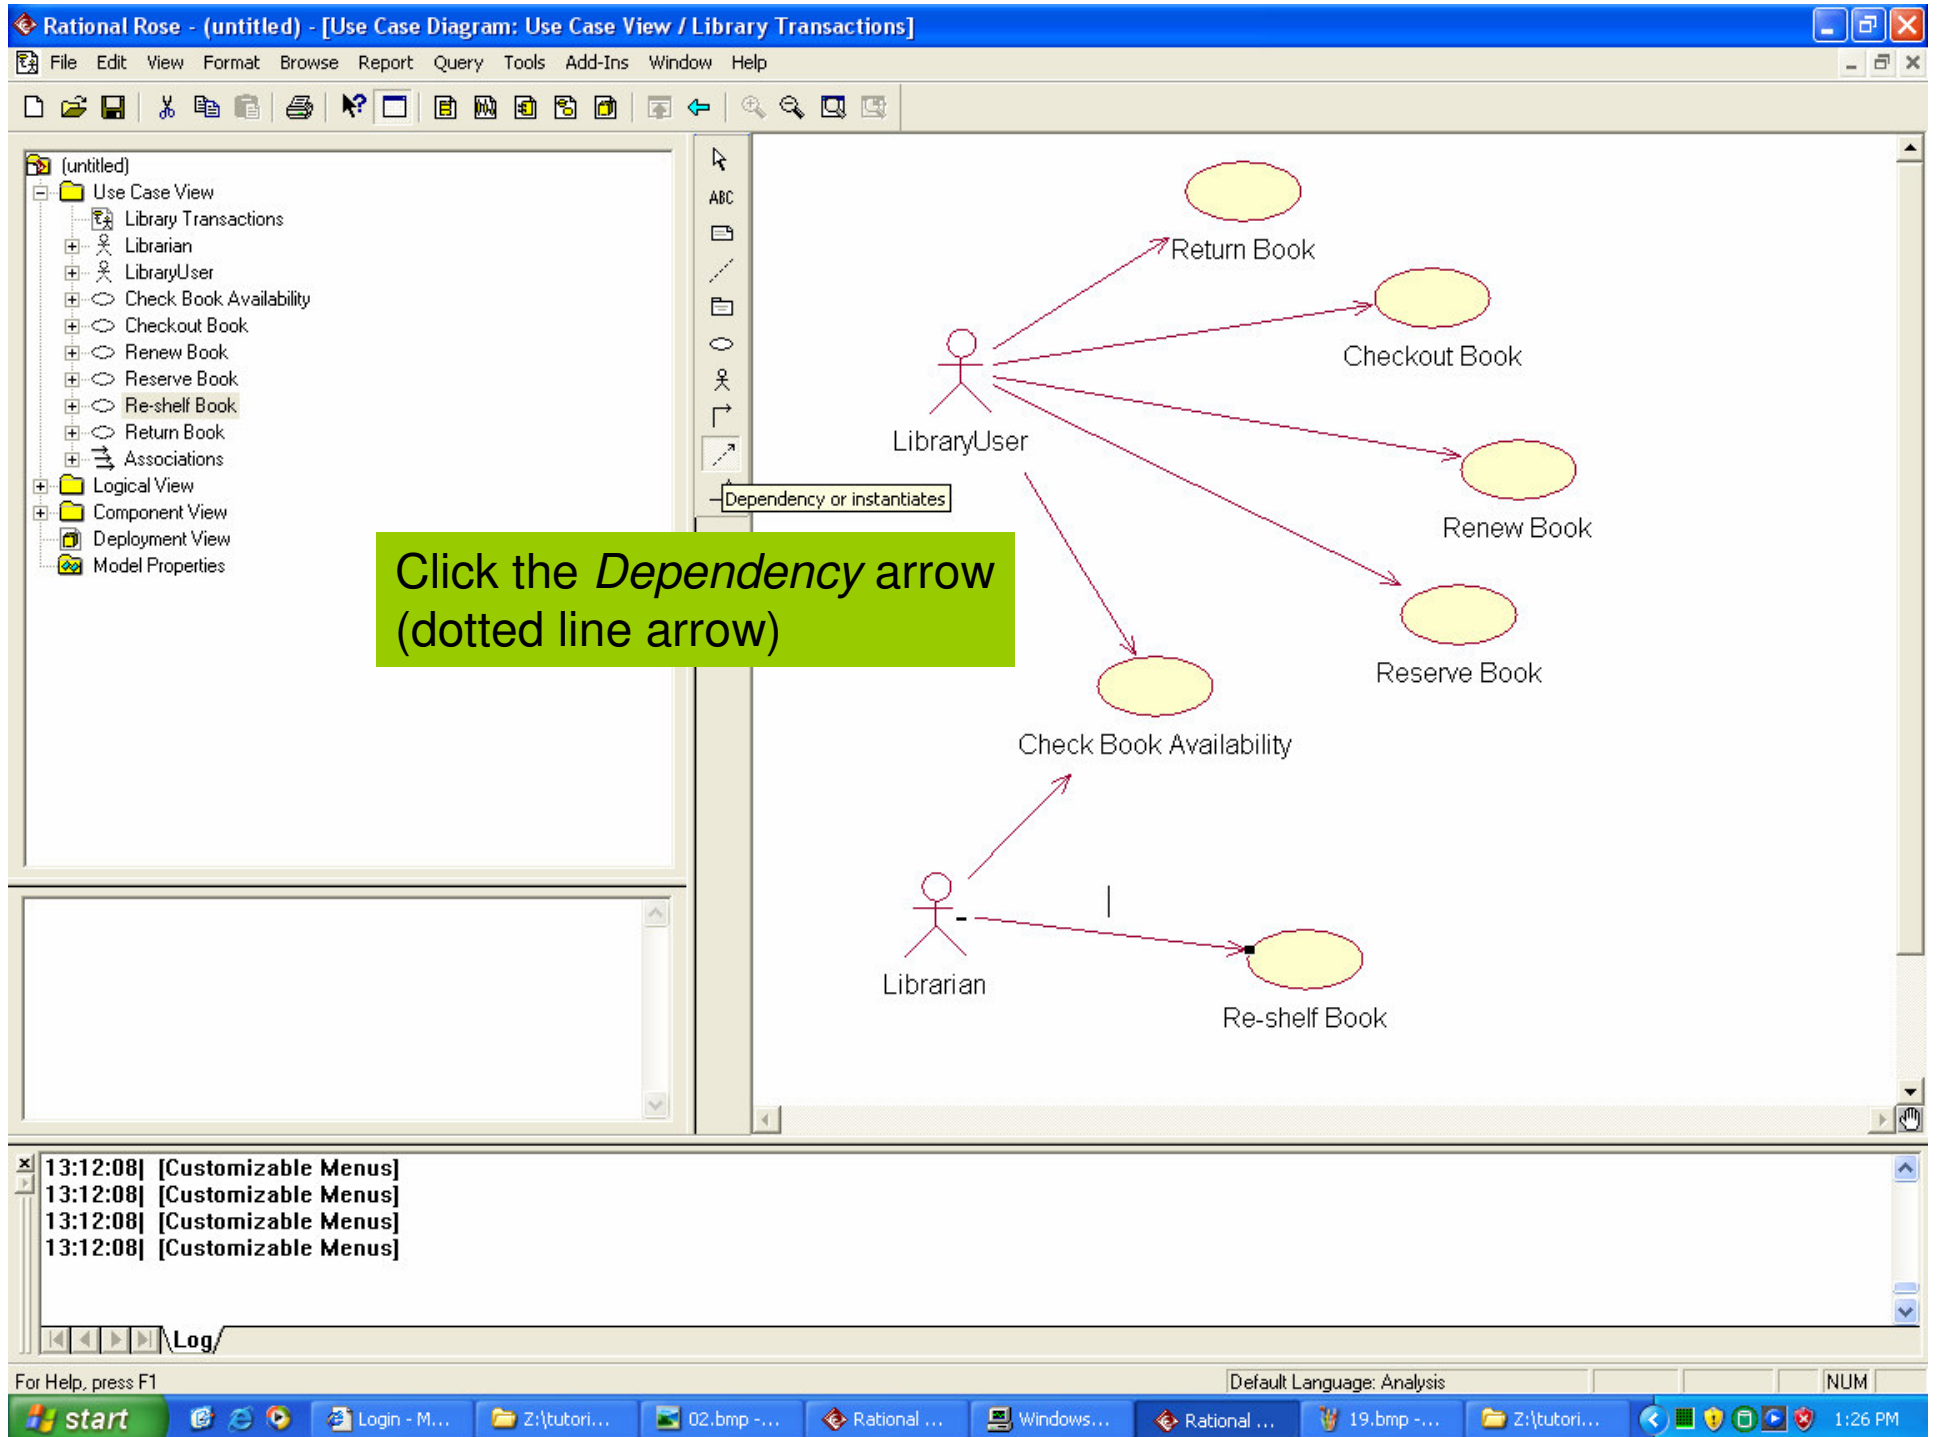 Rational Rose - (untitled) - [Use Case Diagram: Use Case View / Library Transactions]
File Edit View Format Browse Report Query Tools Add-Ins Window Help
(untitled)
Use Case View
Library Transactions
Librarian
LibraryUser
Check Book Availability
Checkout Book
Renew Book
Reserve Book
Re-shelf Book
Return Book
Associations
Logical View
Component View
Deployment View
Model Properties
ABC
Dependency or instantiates
Click the Dependency arrow
(dotted line arrow)
Return Book
Checkout Book
LibraryUser
Renew Book
Reserve Book
Check Book Availability
Librarian
Re-shelf Book
13:12:08| [Customizable Menus]
13:12:08| [Customizable Menus]
13:12:08| [Customizable Menus]
13:12:08| [Customizable Menus]
Log
For Help, press F1
Default Language: Analysis
NUM
start
Login - M...
Z:\tutori...
02.bmp -...
Rational ...
Windows...
Rational ...
19.bmp -...
Z:\tutori...
1:26 PM